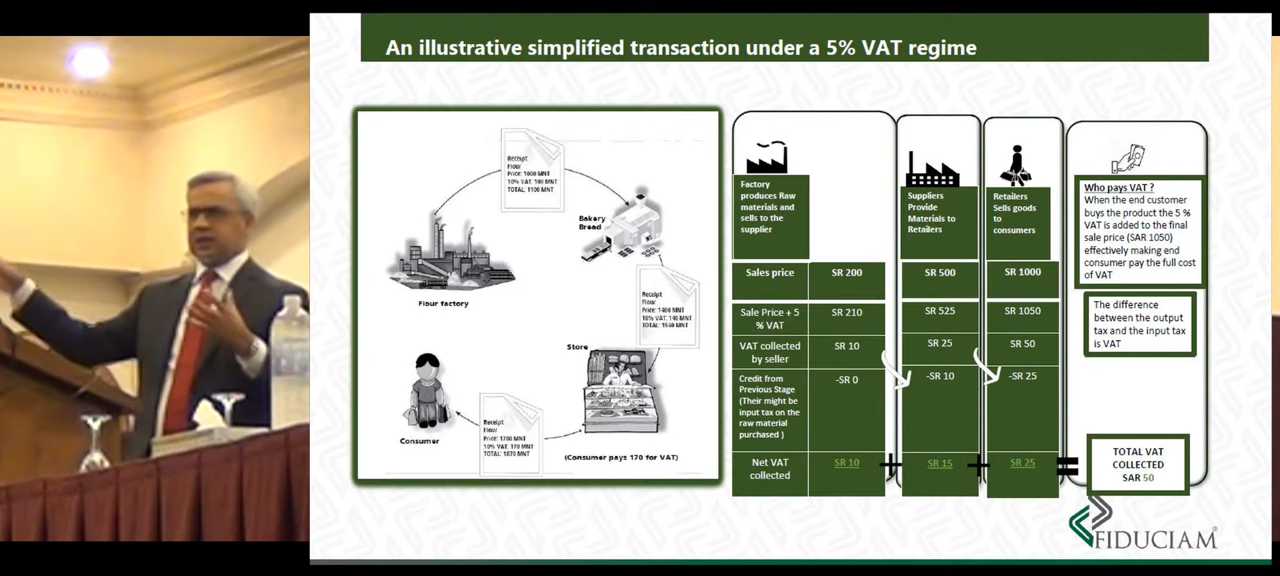 An illustrative simplified transaction under a 5% VAT regime
Receipt
Flour
Price: 1000 MNT
10% VAT: 100 MNT
TOTAL: 1100 MNT
Bakery
Bread
Flour factory
Receipt
Flour
Price: 1400 MNT
10% VAT: 140 MNT
TOTAL: 1540 MNT
Store
Consumer
Receipt
Flour
Price: 1700 MNT
10% VAT: 170 MNT
TOTAL: 1870 MNT
(Consumer pays 170 for VAT)
Factory
produces Raw
materials and
sells to the
supplier
Suppliers
Provide
Materials to
Retailers
Retailers
Sells goods
to
consumers
Sales price SR 200 SR 500 SR 1000
Sale Price + 5
% VAT
SR 210 SR 525 SR 1050
VAT collected
by seller
SR 10 SR 25 SR 50
Credit from
Previous Stage
(Their might be
input tax on the
raw material
purchased )
-SR 0 -SR 10 -SR 25
Net VAT
collected
SR 10 + SR 15 + SR 25 =
Who pays VAT ?
When the end customer
buys the product the 5 %
VAT is added to the final
sale price (SAR 1050)
effectively making end
consumer pay the full cost
of VAT
The difference
between the output
tax and the input tax
is VAT
TOTAL VAT
COLLECTED
SAR 50
FIDUCIAM